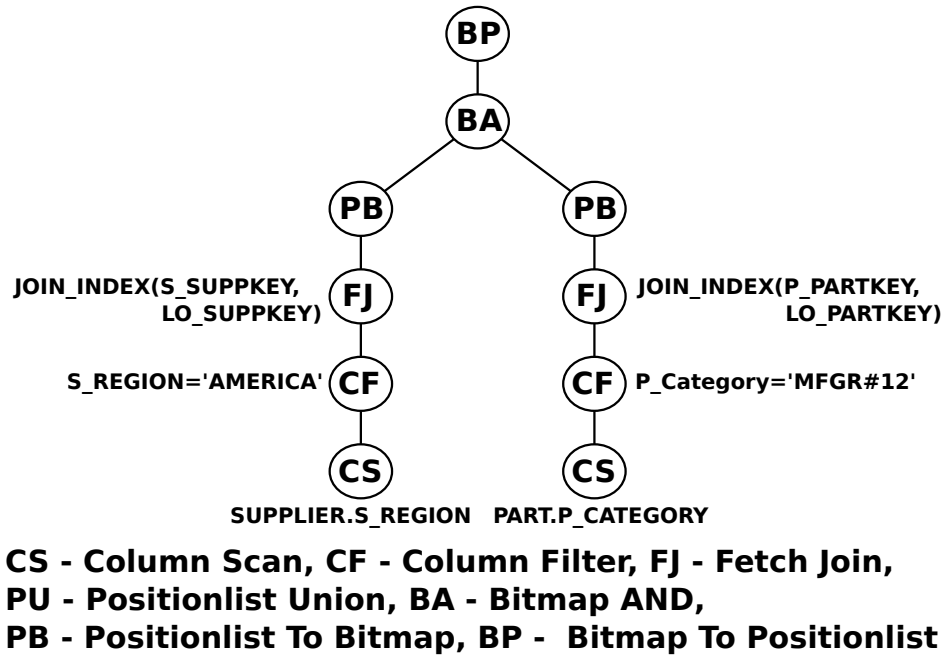 BP
BA
PB PB
JOIN_INDEX(S_SUPPKEY, FJ FJ JOIN_INDEX(P_PARTKEY,
LO_SUPPKEY) LO_PARTKEY)
S_REGION='AMERICA' CF CF P_Category='MFGR#12'
CS CS
SUPPLIER.S_REGION PART.P_CATEGORY
CS - Column Scan, CF - Column Filter, FJ - Fetch Join,
PU - Positionlist Union, BA - Bitmap AND,
PB - Positionlist To Bitmap, BP - Bitmap To Positionlist